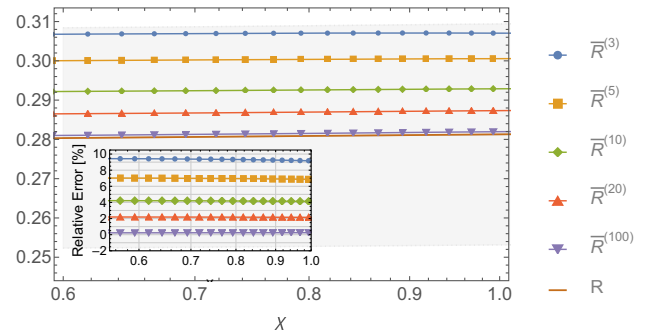 0.31
0.30
0.29
0.28
0.27
0.26
0.25
0.6 0.7 0.8 0.9 1.0
χ
Relative Error [%]
10
8
6
4
2
0
−2
0.6 0.7 0.8 0.9 1.0
R̅⁽³⁾
R̅⁽⁵⁾
R̅⁽¹⁰⁾
R̅⁽²⁰⁾
R̅⁽¹⁰⁰⁾
R